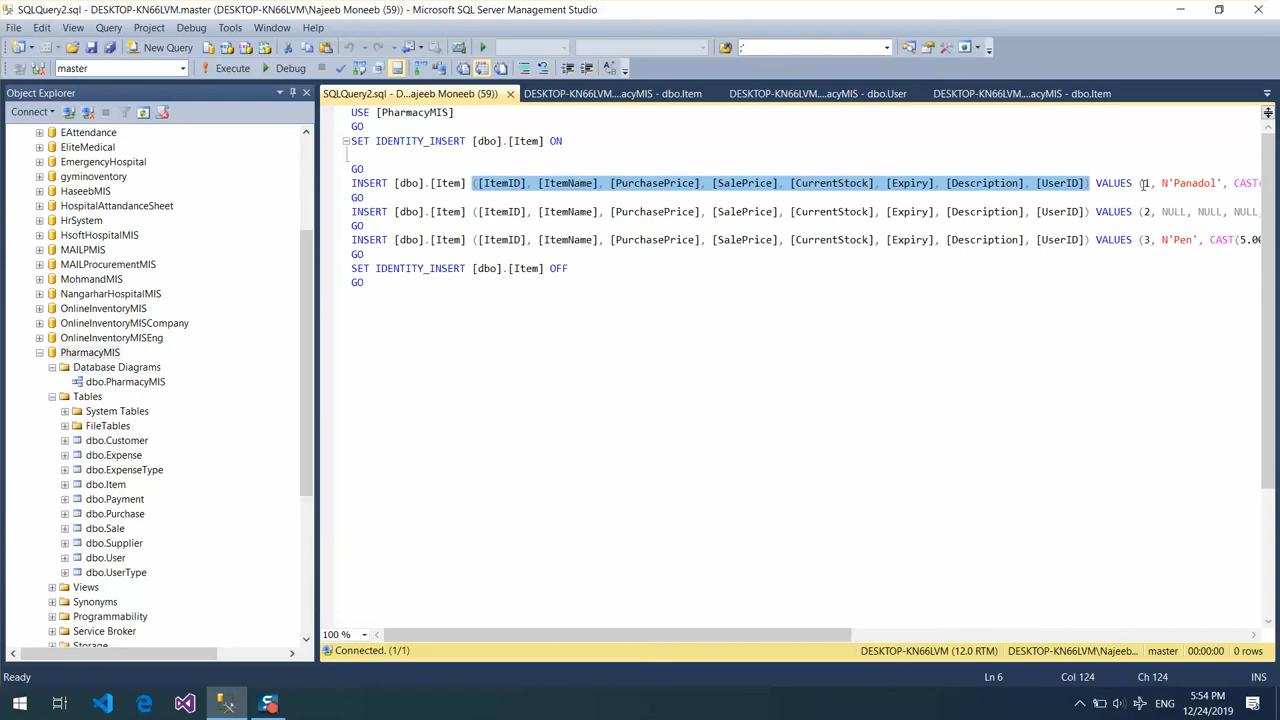 SQLQuery2.sql - DESKTOP-KN66LVM.master (DESKTOP-KN66LVM\Najeeb Moneeb (59)) - Microsoft SQL Server Management Studio
File Edit View Query Project Debug Tools Window Help
New Query
master Execute Debug
Object Explorer
SQLQuery2.sql - D...ajeeb Moneeb (59)) DESKTOP-KN66LVM....acyMIS - dbo.Item DESKTOP-KN66LVM....acyMIS - dbo.User DESKTOP-KN66LVM....acyMIS - dbo.Item
Connect
EAttendance
EliteMedical
EmergencyHospital
gyminoventory
HaseebMIS
HospitalAttandanceSheet
HrSystem
HsoftHospitalMIS
MAILPMIS
MAILProcurementMIS
MohmandMIS
NangarharHospitalMIS
OnlineInventoryMIS
OnlineInventoryMISCompany
OnlineInventoryMISEng
PharmacyMIS
Database Diagrams
dbo.PharmacyMIS
Tables
System Tables
FileTables
dbo.Customer
dbo.Expense
dbo.ExpenseType
dbo.Item
dbo.Payment
dbo.Purchase
dbo.Sale
dbo.Supplier
dbo.User
dbo.UserType
Views
Synonyms
Programmability
Service Broker
Storage
USE [PharmacyMIS]
GO
SET IDENTITY_INSERT [dbo].[Item] ON
GO
INSERT [dbo].[Item] ([ItemID], [ItemName], [PurchasePrice], [SalePrice], [CurrentStock], [Expiry], [Description], [UserID]) VALUES (1, N'Panadol', CAST(
GO
INSERT [dbo].[Item] ([ItemID], [ItemName], [PurchasePrice], [SalePrice], [CurrentStock], [Expiry], [Description], [UserID]) VALUES (2, NULL, NULL, NULL,
GO
INSERT [dbo].[Item] ([ItemID], [ItemName], [PurchasePrice], [SalePrice], [CurrentStock], [Expiry], [Description], [UserID]) VALUES (3, N'Pen', CAST(5.00
GO
SET IDENTITY_INSERT [dbo].[Item] OFF
GO
100 %
Connected. (1/1) DESKTOP-KN66LVM (12.0 RTM) DESKTOP-KN66LVM\Najeeb... master 00:00:00 0 rows
Ready Ln 6 Col 124 Ch 124 INS
ENG
5:54 PM
12/24/2019